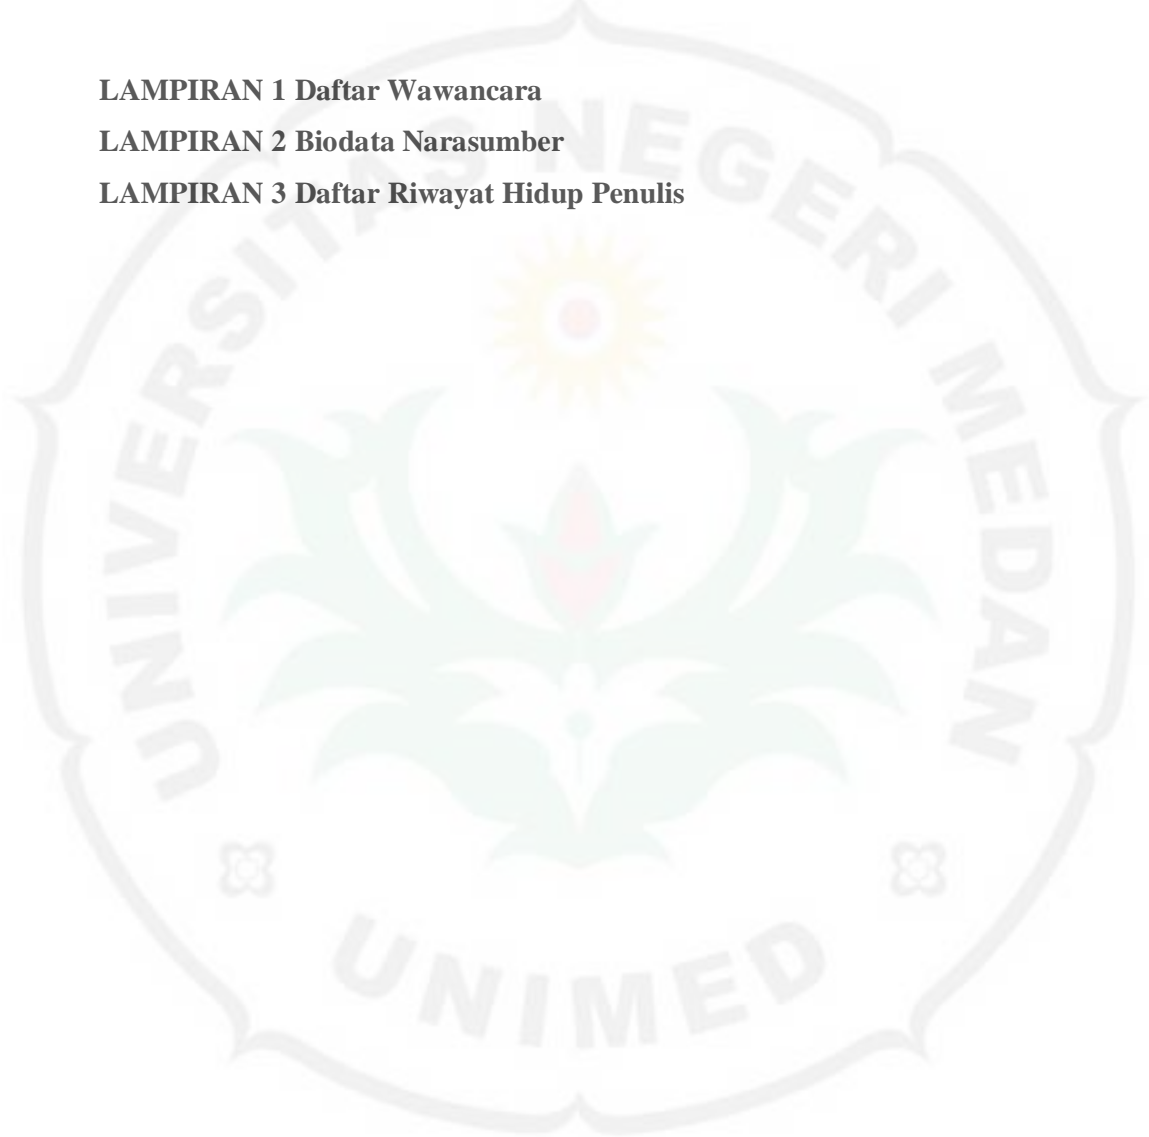 LAMPIRAN 1 Daftar Wawancara
LAMPIRAN 2 Biodata Narasumber
LAMPIRAN 3 Daftar Riwayat Hidup Penulis
UNIVERSITAS NEGERI MEDAN
UNIMED